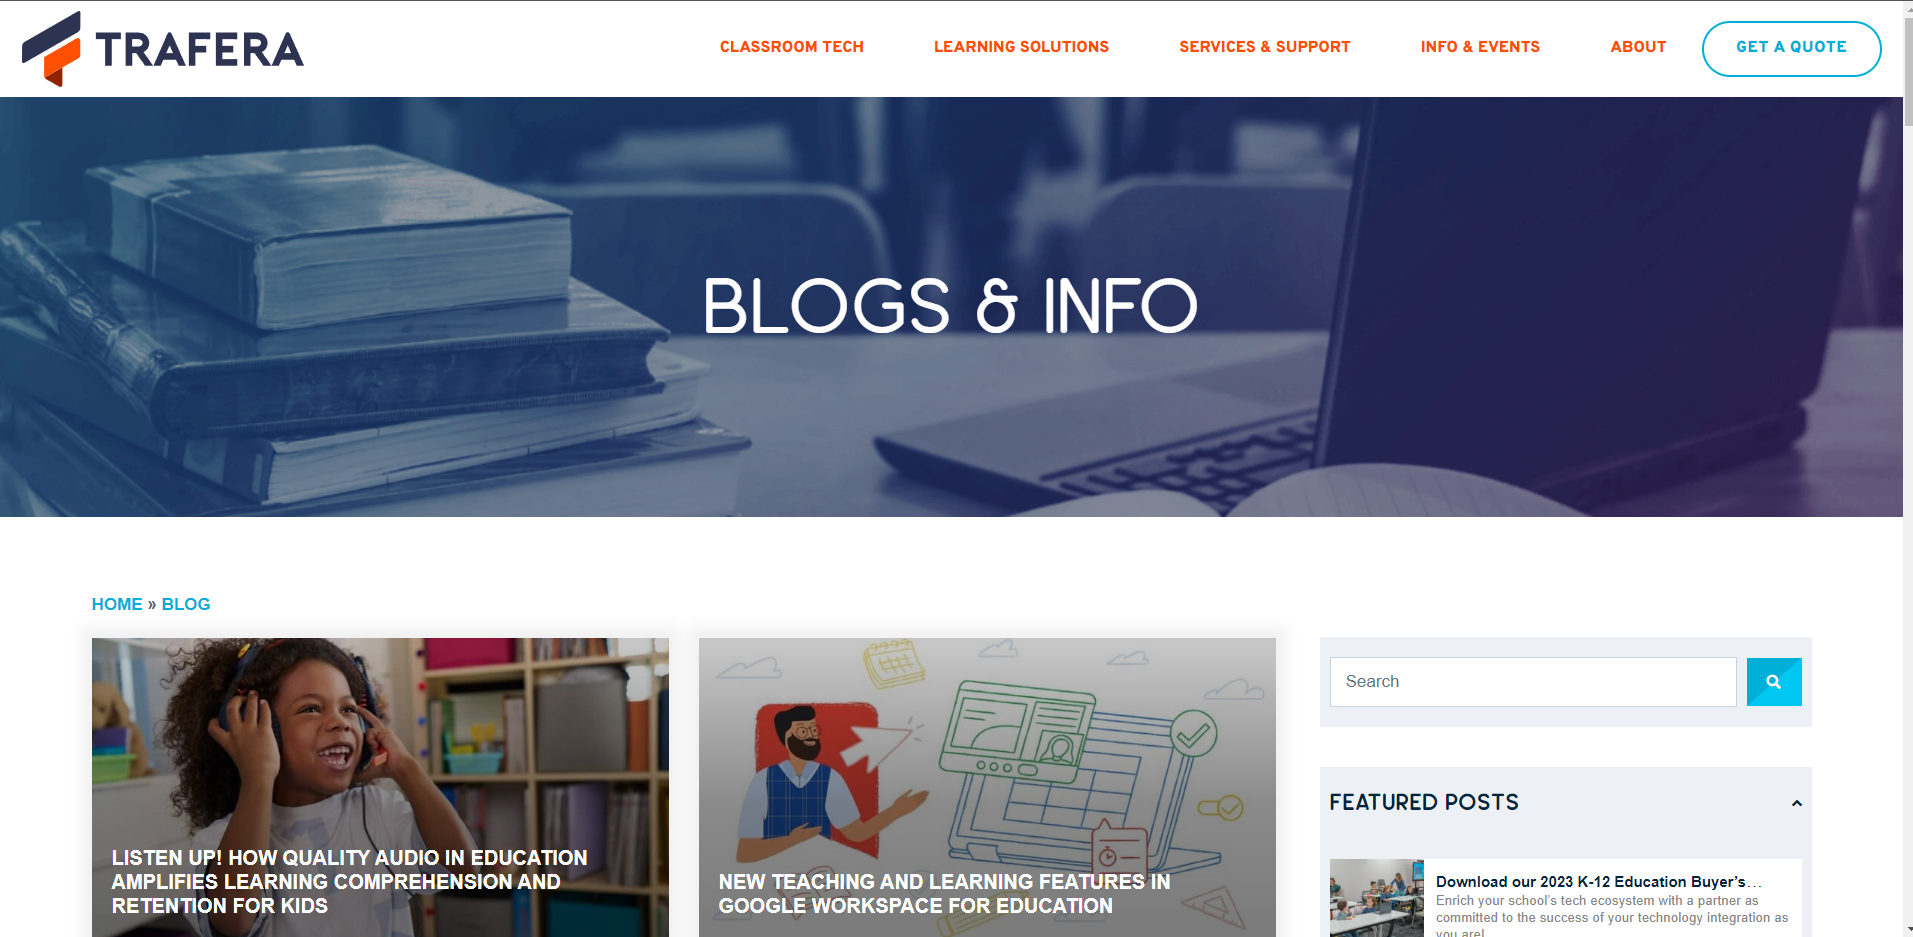 TRAFERA
CLASSROOM TECH
LEARNING SOLUTIONS
SERVICES & SUPPORT
INFO & EVENTS
ABOUT
GET A QUOTE
BLOGS & INFO
HOME » BLOG
LISTEN UP! HOW QUALITY AUDIO IN EDUCATION
AMPLIFIES LEARNING COMPREHENSION AND
RETENTION FOR KIDS
NEW TEACHING AND LEARNING FEATURES IN
GOOGLE WORKSPACE FOR EDUCATION
Search
FEATURED POSTS
Download our 2023 K-12 Education Buyer's…
Enrich your school's tech ecosystem with a partner as
committed to the success of your technology integration as
you are!